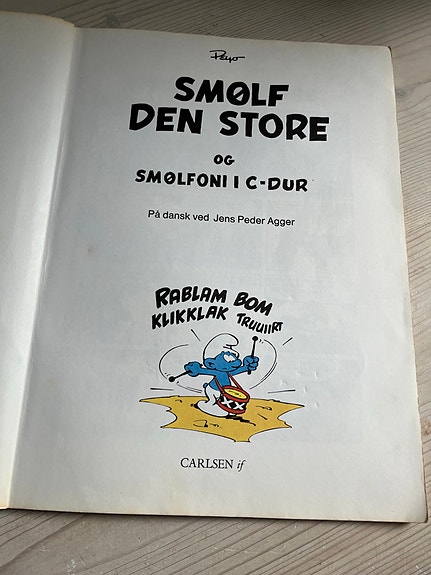 Peyo
SMØLF
DEN STORE
OG
SMØLFONI I C-DUR
På dansk ved Jens Peder Agger
RABLAM BOM
KLIKKLAK TRUUIIRT
CARLSEN if